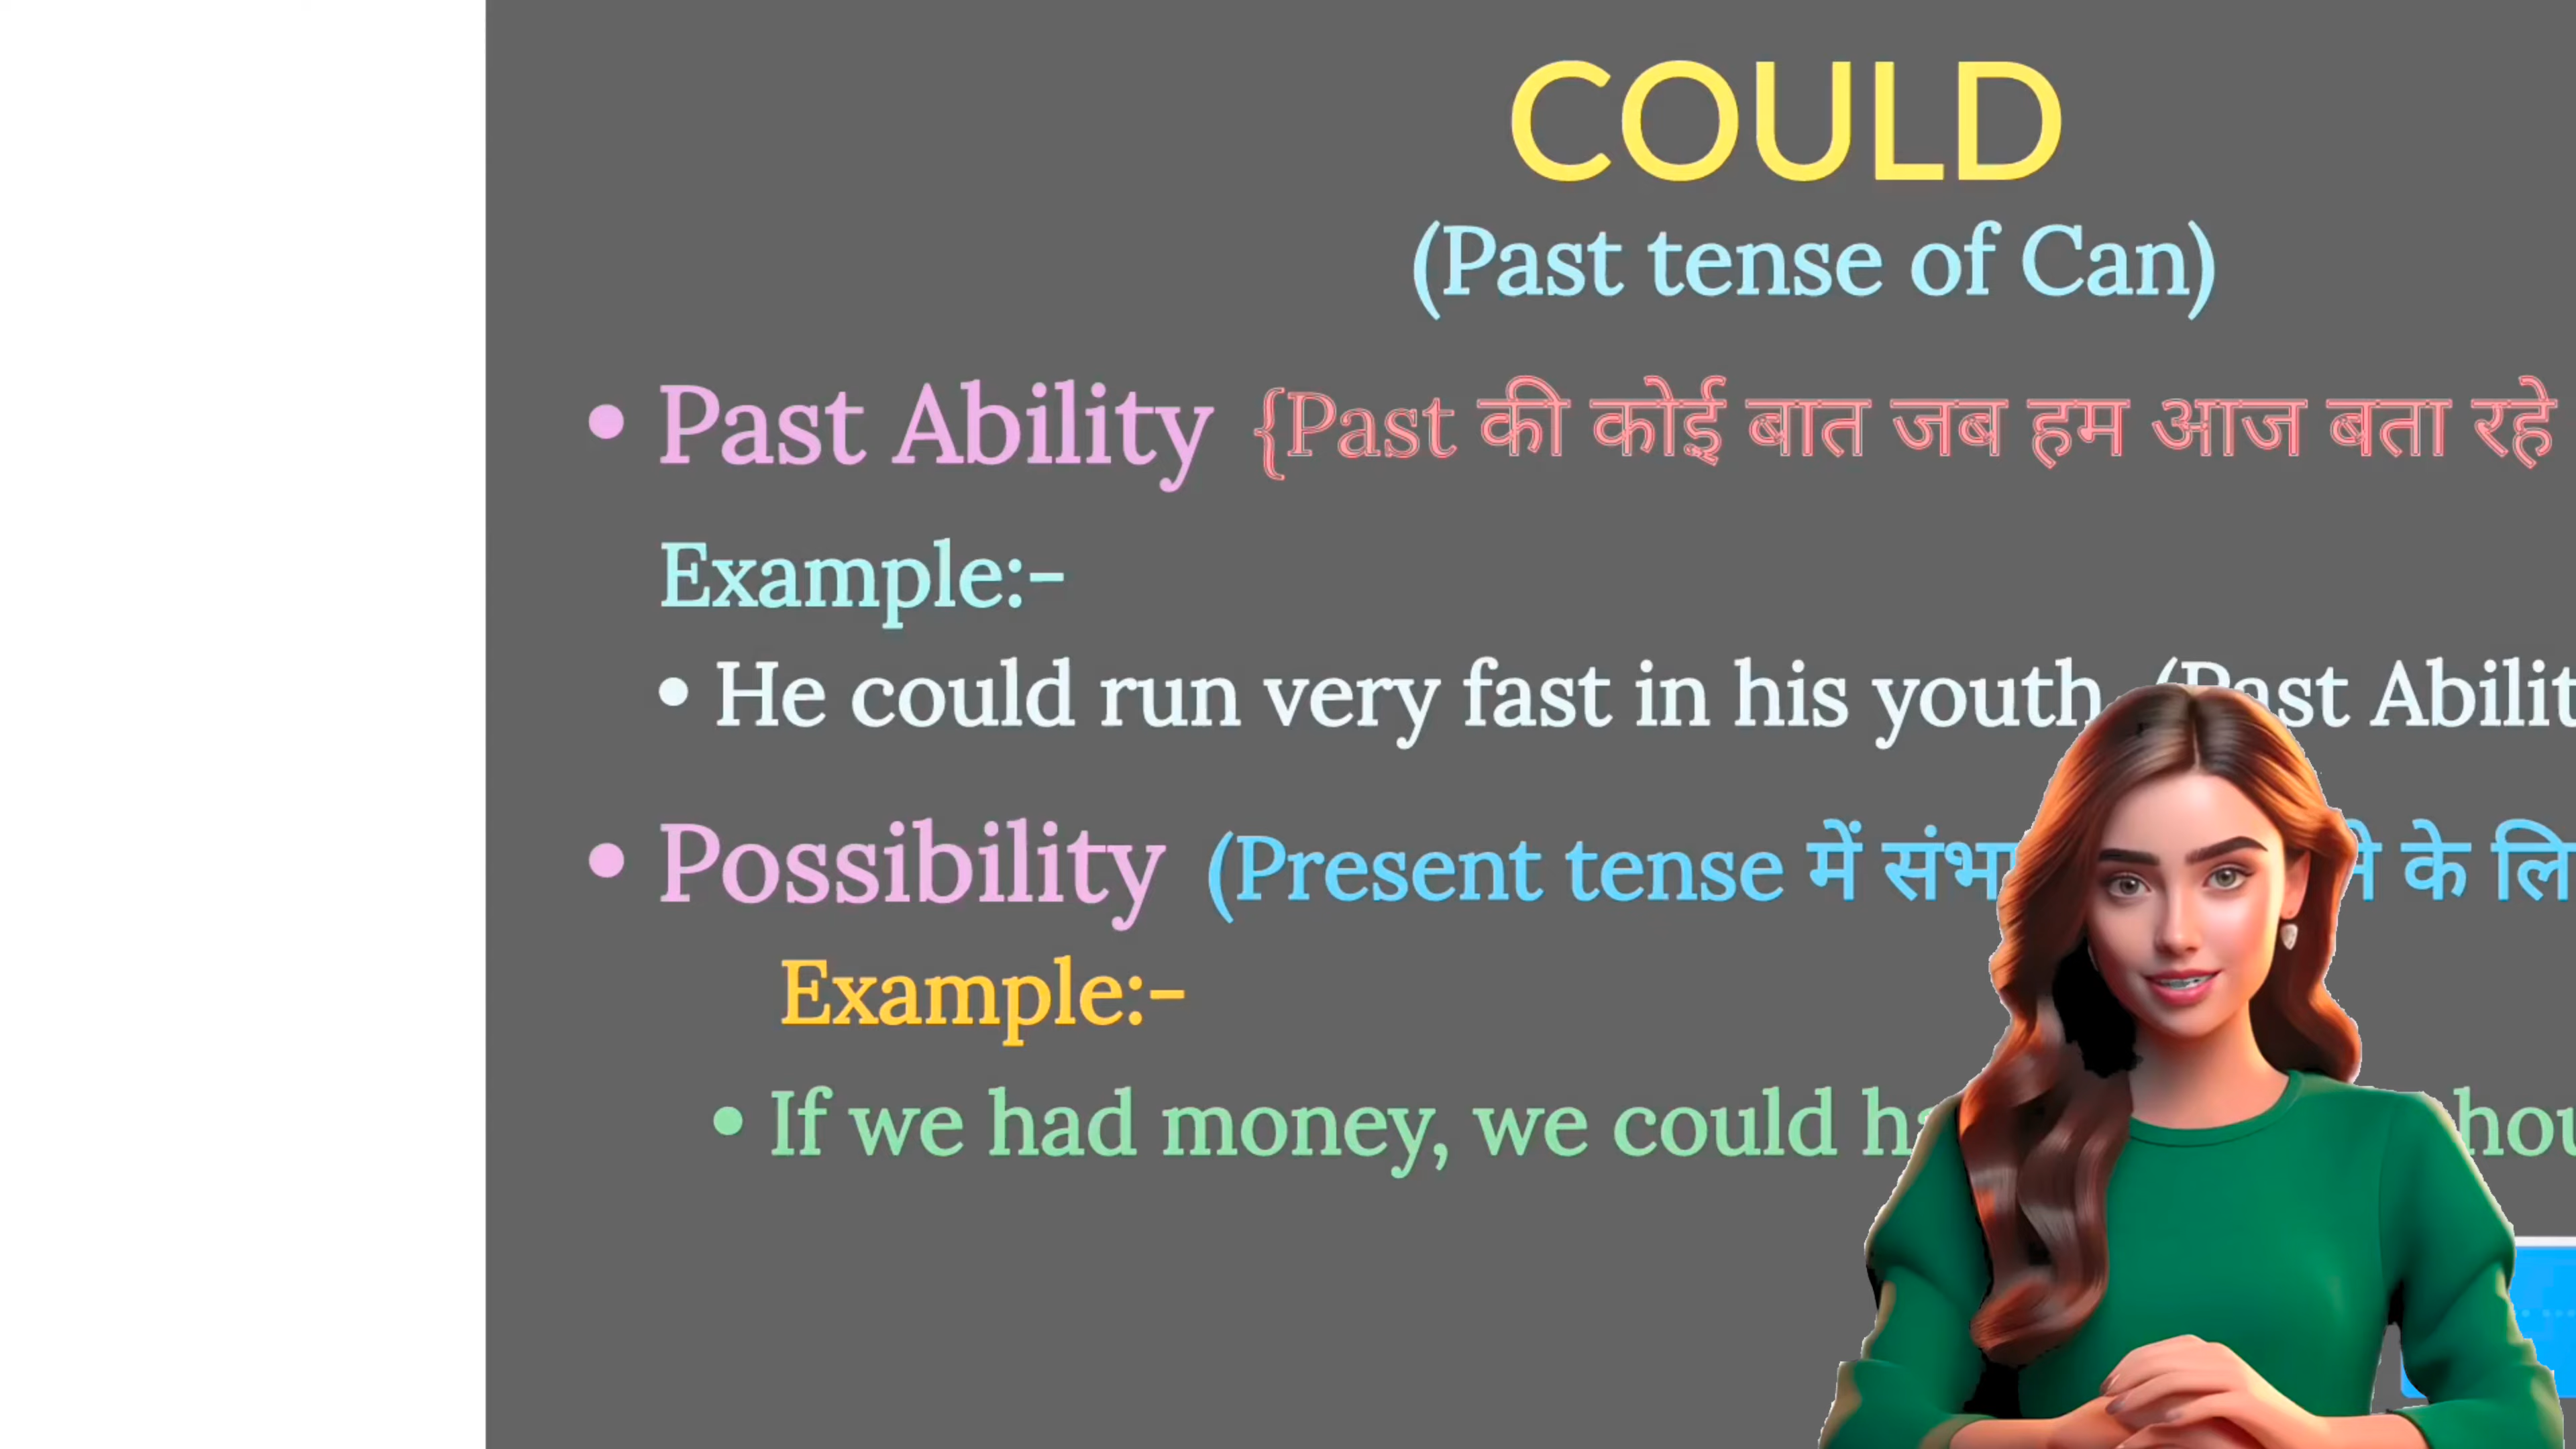 COULD
(Past tense of Can)
• Past Ability {Past की कोई बात जब हम आज बता रहे
Example:-
• He could run very fast in his youth. (Past
• Possibility (Present tense में के
Example:-
• If we had money, we could